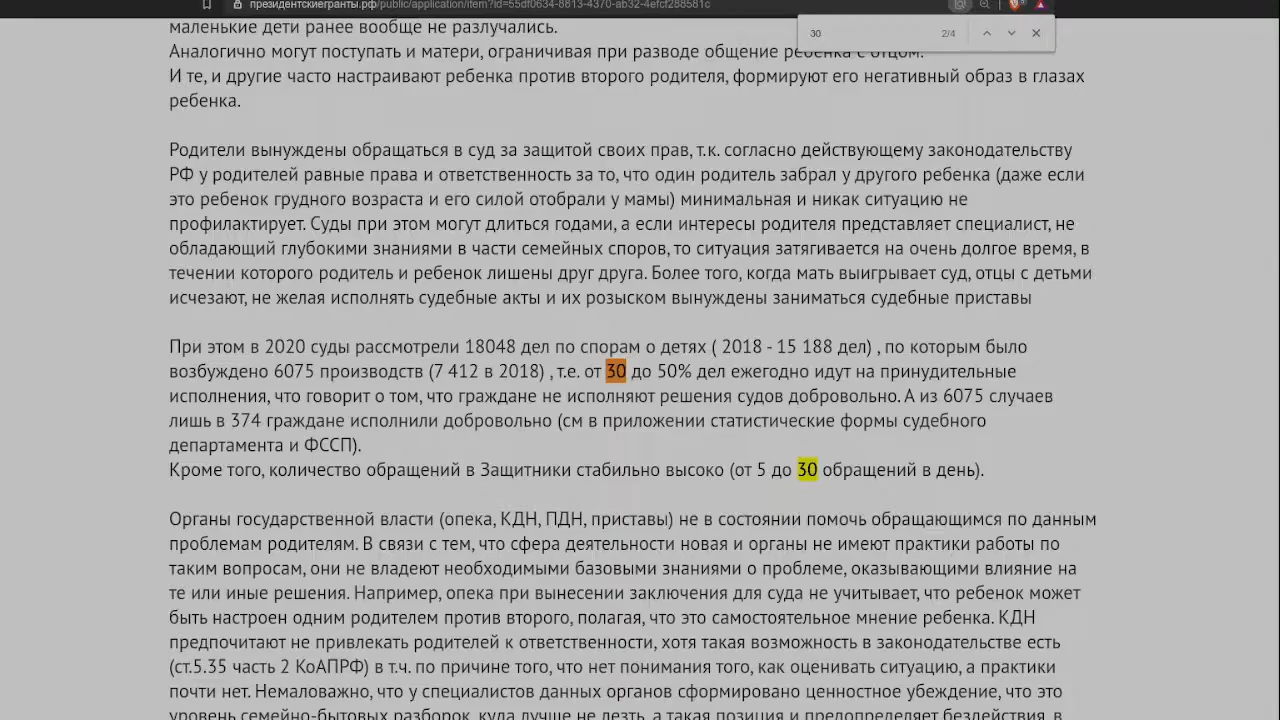 президентскиегранты.рф/public/application/item?id=55df0634-8813-4370-ab32-4efcf288581c
30 2/4
маленькие дети ранее вообще не разлучались.
Аналогично могут поступать и матери, ограничивая при разводе общение ребенка с отцом.
И те, и другие часто настраивают ребенка против второго родителя, формируют его негативный образ в глазах
ребенка.
Родители вынуждены обращаться в суд за защитой своих прав, т.к. согласно действующему законодательству
РФ у родителей равные права и ответственность за то, что один родитель забрал у другого ребенка (даже если
это ребенок грудного возраста и его силой отобрали у мамы) минимальная и никак ситуацию не
профилактирует. Суды при этом могут длиться годами, а если интересы родителя представляет специалист, не
обладающий глубокими знаниями в части семейных споров, то ситуация затягивается на очень долгое время, в
течении которого родитель и ребенок лишены друг друга. Более того, когда мать выигрывает суд, отцы с детьми
исчезают, не желая исполнять судебные акты и их розыском вынуждены заниматься судебные приставы
При этом в 2020 суды рассмотрели 18048 дел по спорам о детях ( 2018 - 15 188 дел) , по которым было
возбуждено 6075 производств (7 412 в 2018) , т.е. от 30 до 50% дел ежегодно идут на принудительные
исполнения, что говорит о том, что граждане не исполняют решения судов добровольно. А из 6075 случаев
лишь в 374 граждане исполнили добровольно (см в приложении статистические формы судебного
департамента и ФССП).
Кроме того, количество обращений в Защитники стабильно высоко (от 5 до 30 обращений в день).
Органы государственной власти (опека, КДН, ПДН, приставы) не в состоянии помочь обращающимся по данным
проблемам родителям. В связи с тем, что сфера деятельности новая и органы не имеют практики работы по
таким вопросам, они не владеют необходимыми базовыми знаниями о проблеме, оказывающими влияние на
те или иные решения. Например, опека при вынесении заключения для суда не учитывает, что ребенок может
быть настроен одним родителем против второго, полагая, что это самостоятельное мнение ребенка. КДН
предпочитают не привлекать родителей к ответственности, хотя такая возможность в законодательстве есть
(ст.5.35 часть 2 КоАПРФ) в т.ч. по причине того, что нет понимания того, как оценивать ситуацию, а практики
почти нет. Немаловажно, что у специалистов данных органов сформировано ценностное убеждение, что это
уровень семейно-бытовых разборок, куда лучше не лезть, а такая позиция и предопределяет бездействия, в